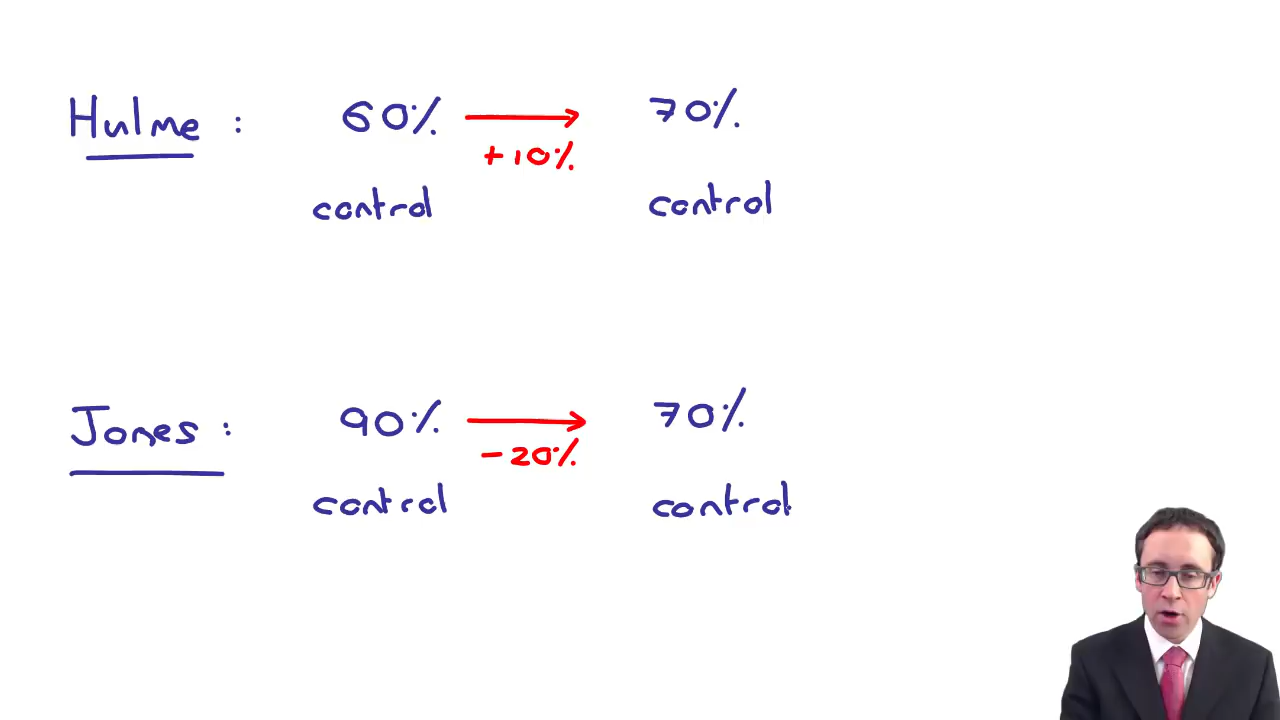 Hulme : 60% 70%
+10%
control control
Jones : 90% 70%
-20%
control control